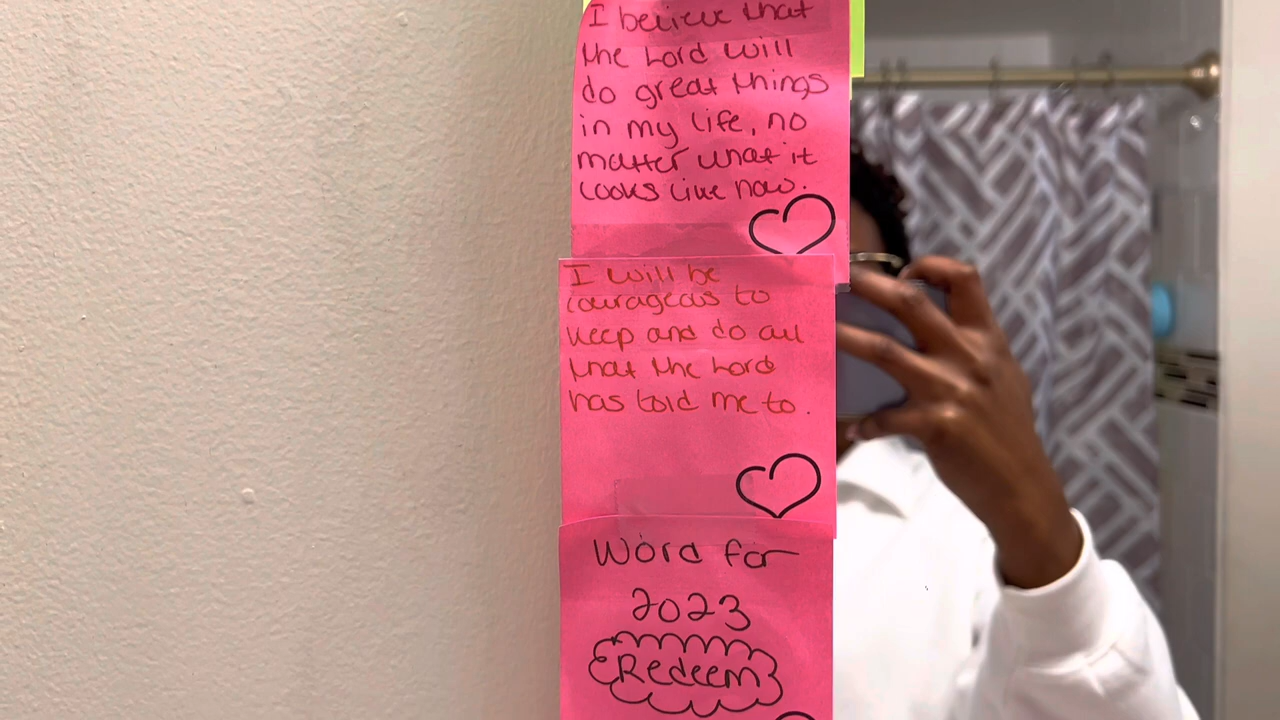 I believe that
the Lord will
do great things
in my life, no
matter what it
looks like now.
I will be
courageous to
keep and do all
that the Lord
has told me to.
Word for
2023
Redeem